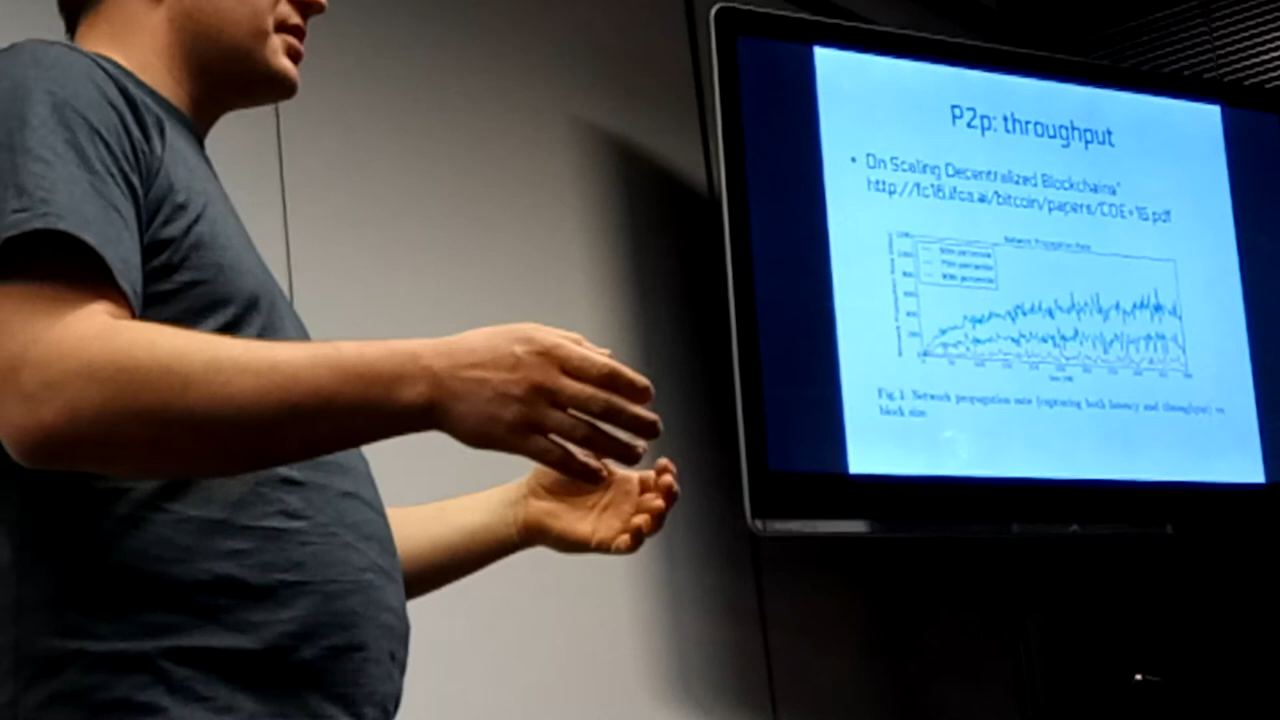 P2p: throughput
• On Scaling Decentralized Blockchains"
http://fc16.ifca.ai/bitcoin/papers/CDE+16.pdf
Network Propagation Rate
Fig. 1. Network propagation rate (capturing both latency and throughput) vs
block size